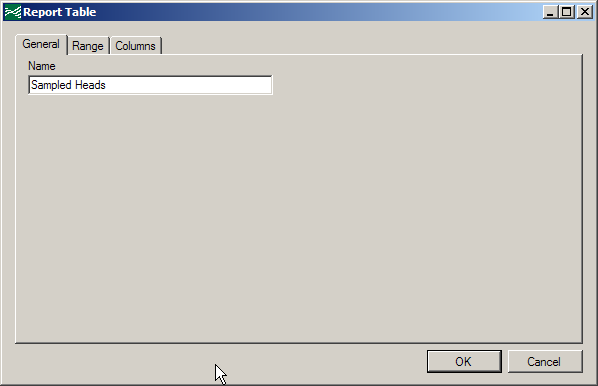 Report Table
General Range Columns
Name
Sampled Heads
OK Cancel